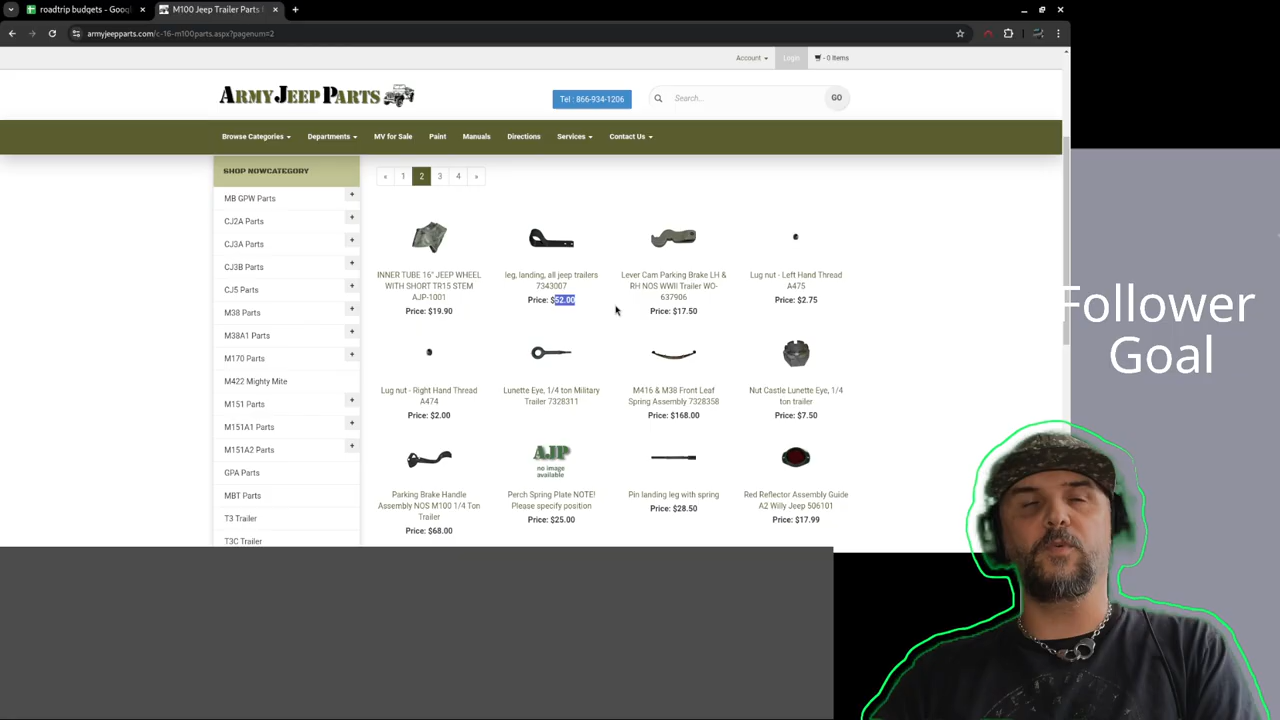 roadtrip budgets - Goog
M100 Jeep Trailer Parts
armyjeepparts.com/c-16-m100parts.aspx?pagenum=2
Account
Login
- 0 Items
ARMY JEEP PARTS
Tel : 866-934-1206
Search...
GO
Browse Categories
Departments
MV for Sale
Paint
Manuals
Directions
Services
Contact Us
SHOP NOWCATEGORY
MB GPW Parts
CJ2A Parts
CJ3A Parts
CJ3B Parts
CJ5 Parts
M38 Parts
M38A1 Parts
M170 Parts
M422 Mighty Mite
M151 Parts
M151A1 Parts
M151A2 Parts
GPA Parts
MBT Parts
T3 Trailer
T3C Trailer
« 1 2 3 4 »
INNER TUBE 16" JEEP WHEEL
WITH SHORT TR15 STEM
AJP-1001
Price: $19.90
leg, landing, all jeep trailers
7343007
Price: $52.00
Lever Cam Parking Brake LH &
RH NOS WWII Trailer WO-
637906
Price: $17.50
Lug nut - Left Hand Thread
A475
Price: $2.75
Lug nut - Right Hand Thread
A474
Price: $2.00
Lunette Eye, 1/4 ton Military
Trailer 7328311
M416 & M38 Front Leaf
Spring Assembly 7328358
Price: $168.00
Nut Castle Lunette Eye, 1/4
ton trailer
Price: $7.50
Parking Brake Handle
Assembly NOS M100 1/4 Ton
Trailer
Price: $68.00
AJP
no image
available
Perch Spring Plate NOTE!
Please specify position
Price: $25.00
Pin landing leg with spring
Price: $28.50
Red Reflector Assembly Guide
A2 Willy Jeep 506101
Price: $17.99
Follower
Goal